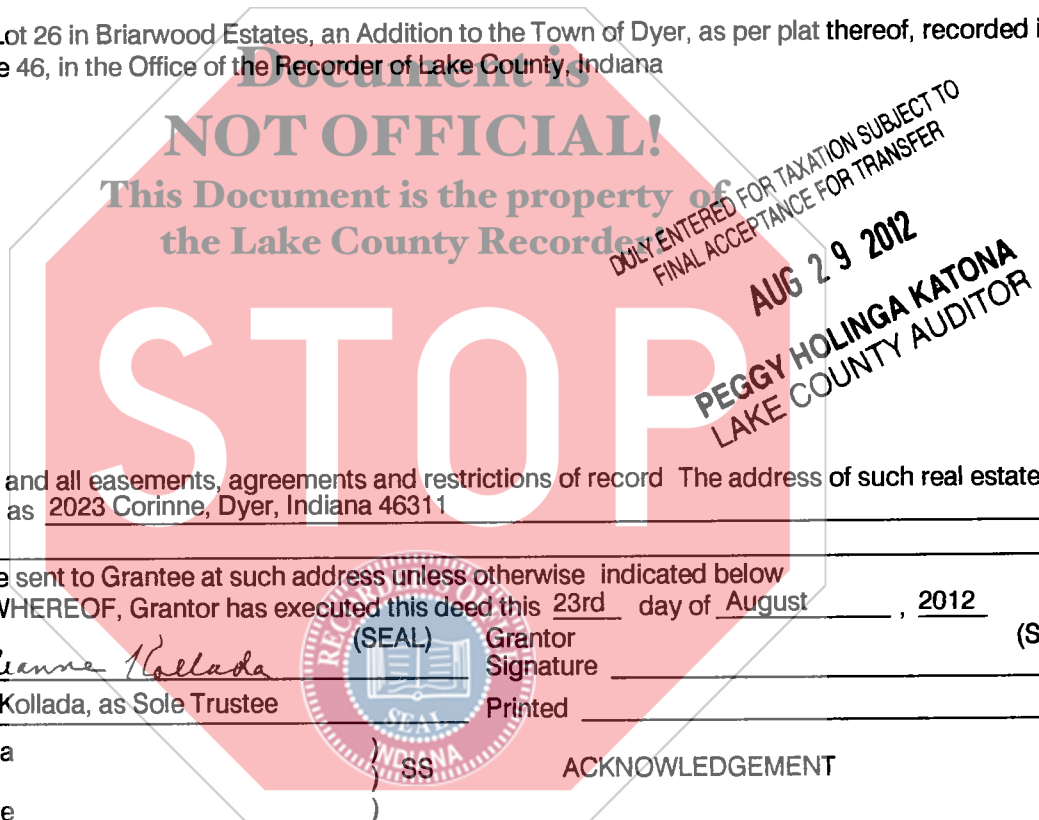 Lot 26 in Briarwood Estates, an Addition to the Town of Dyer, as per plat thereof, recorded
46, in the Office of the Recorder of Lake County, Indiana
Document is
NOT OFFICIAL!
This Document is the property of
the Lake County Recorder!
DULY ENTERED FOR TAXATION SUBJECT TO
FINAL ACCEPTANCE FOR TRANSFER
AUG 29 2012
PEGGY HOLINGA KATONA
LAKE COUNTY AUDITOR
STOP
and all easements, agreements and restrictions of record The address of such real estate
as 2023 Corinne, Dyer, Indiana 46311
e sent to Grantee at such address unless otherwise indicated below
WHEREOF, Grantor has executed this deed this 23rd day of August , 2012
(SEAL) Grantor (S
eanne Kollada Signature
Kollada, as Sole Trustee Printed
a ) SS ACKNOWLEDGEMENT
e )
SEAL
INDIANA